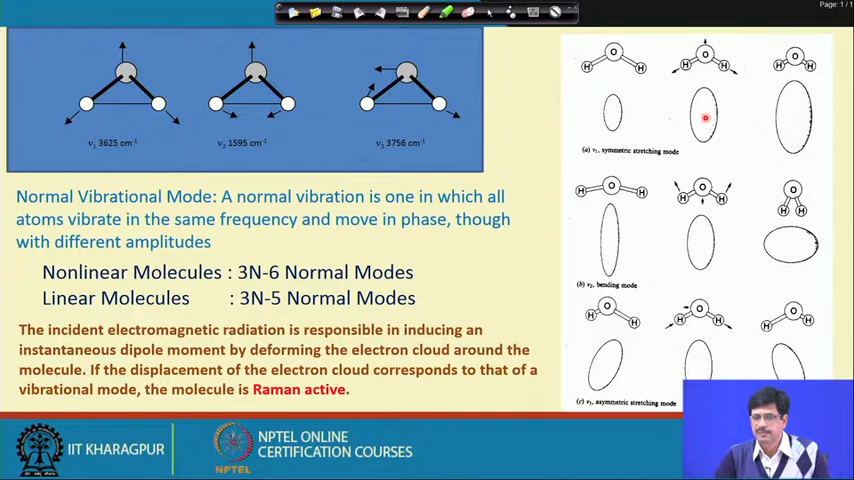 Page: 1 / 1
ν1 3625 cm-1
ν2 1595 cm-1
ν3 3756 cm-1
Normal Vibrational Mode: A normal vibration is one in which all
atoms vibrate in the same frequency and move in phase, though
with different amplitudes
Nonlinear Molecules : 3N-6 Normal Modes
Linear Molecules : 3N-5 Normal Modes
The incident electromagnetic radiation is responsible in inducing an
instantaneous dipole moment by deforming the electron cloud around the
molecule. If the displacement of the electron cloud corresponds to that of a
vibrational mode, the molecule is Raman active.
O O O
H H H H H H
(a) ν1, symmetric stretching mode
O O O
H H H H H H
(b) ν2, bending mode
O O O
H H H H H H
(c) ν3, asymmetric stretching mode
IIT KHARAGPUR
NPTEL
NPTEL ONLINE
CERTIFICATION COURSES